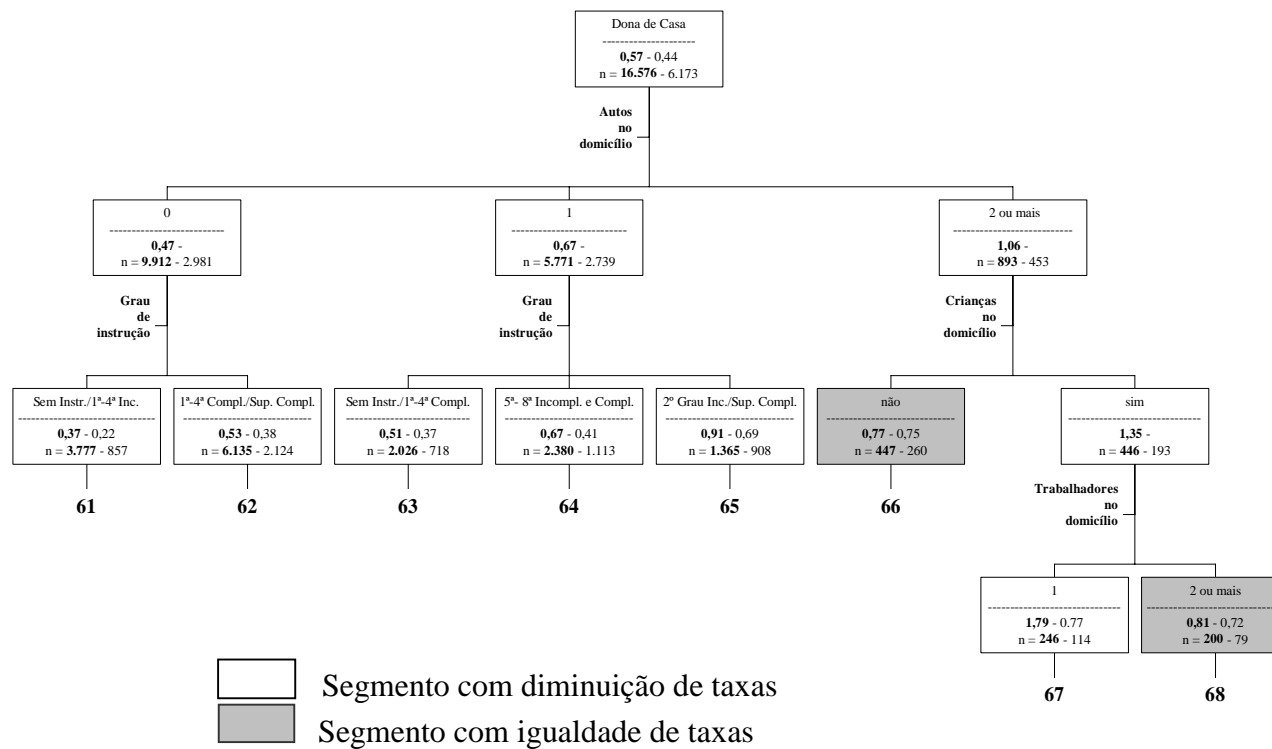 Dona de Casa
---------------------
0,57 - 0,44
n = 16.576 - 6.173
Autos
no
domicílio
0
--------------------------
0,47 -
n = 9.912 - 2.981
1
--------------------------
0,67 -
n = 5.771 - 2.739
2 ou mais
--------------------------
1,06 -
n = 893 - 453
Grau
de
instrução
Grau
de
instrução
Crianças
no
domicílio
Sem Instr./1ª-4ª Inc.
--------------------------
0,37 - 0,22
n = 3.777 - 857
61
1ª-4ª Compl./Sup. Compl.
--------------------------
0,53 - 0,38
n = 6.135 - 2.124
62
Sem Instr./1ª-4ª Compl.
--------------------------
0,51 - 0,37
n = 2.026 - 718
63
5ª- 8ª Incompl. e Compl.
--------------------------
0,67 - 0,41
n = 2.380 - 1.113
64
2º Grau Inc./Sup. Compl.
--------------------------
0,91 - 0,69
n = 1.365 - 908
65
não
--------------------------
0,77 - 0,75
n = 447 - 260
66
sim
--------------------------
1,35 -
n = 446 - 193
Trabalhadores
no
domicílio
1
--------------------------
1,79 - 0.77
n = 246 - 114
67
2 ou mais
--------------------------
0,81 - 0,72
n = 200 - 79
68
Segmento com diminuição de taxas
Segmento com igualdade de taxas